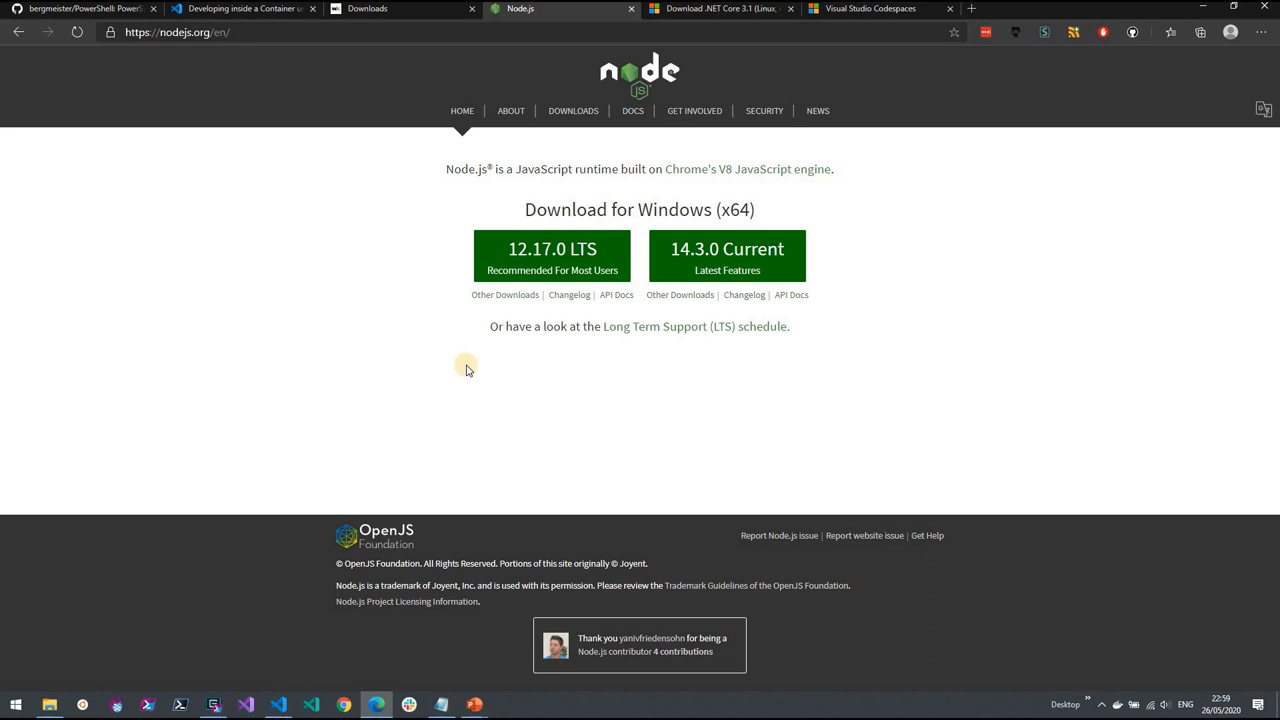 bergmeister/PowerShell: PowerS
Developing inside a Container u
Downloads
Node.js
Download .NET Core 3.1 (Linux,
Visual Studio Codespaces
https://nodejs.org/en/
node
JS
HOME | ABOUT | DOWNLOADS | DOCS | GET INVOLVED | SECURITY | NEWS
Node.js® is a JavaScript runtime built on Chrome's V8 JavaScript engine.
Download for Windows (x64)
12.17.0 LTS
Recommended For Most Users
14.3.0 Current
Latest Features
Other Downloads | Changelog | API Docs
Other Downloads | Changelog | API Docs
Or have a look at the Long Term Support (LTS) schedule.
OpenJS
Foundation
Report Node.js issue | Report website issue | Get Help
© OpenJS Foundation. All Rights Reserved. Portions of this site originally © Joyent.
Node.js is a trademark of Joyent, Inc. and is used with its permission. Please review the Trademark Guidelines of the OpenJS Foundation.
Node.js Project Licensing Information.
Thank you yanivfriedensohn for being a
Node.js contributor 4 contributions
Desktop
ENG
22:59
26/05/2020